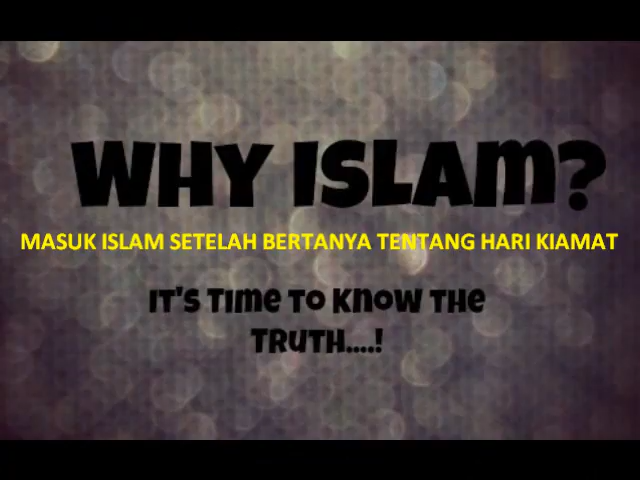 WHY ISLAM?
MASUK ISLAM SETELAH BERTANYA TENTANG HARI KIAMAT
IT'S TIME TO KNOW THE
TRUTH....!